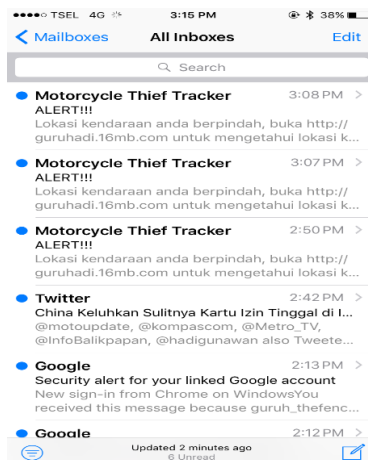 TSEL 4G 3:15 PM 38%
Mailboxes All Inboxes Edit
Search
Motorcycle Thief Tracker 3:08 PM
ALERT!!!
Lokasi kendaraan anda berpindah, buka http://
guruhadi.16mb.com untuk mengetahui lokasi k...
Motorcycle Thief Tracker 3:07 PM
ALERT!!!
Lokasi kendaraan anda berpindah, buka http://
guruhadi.16mb.com untuk mengetahui lokasi k...
Motorcycle Thief Tracker 2:50 PM
ALERT!!!
Lokasi kendaraan anda berpindah, buka http://
guruhadi.16mb.com untuk mengetahui lokasi k...
Twitter 2:42 PM
China Keluhkan Sulitnya Kartu Izin Tinggal di I...
@motoupdate, @kompascom, @Metro_TV,
@InfoBalikpapan, @hadigunawan also Tweete...
Google 2:13 PM
Security alert for your linked Google account
New sign-in from Chrome on WindowsYou
received this message because guruh_thefenc...
Google 2:12 PM
Updated 2 minutes ago
6 Unread